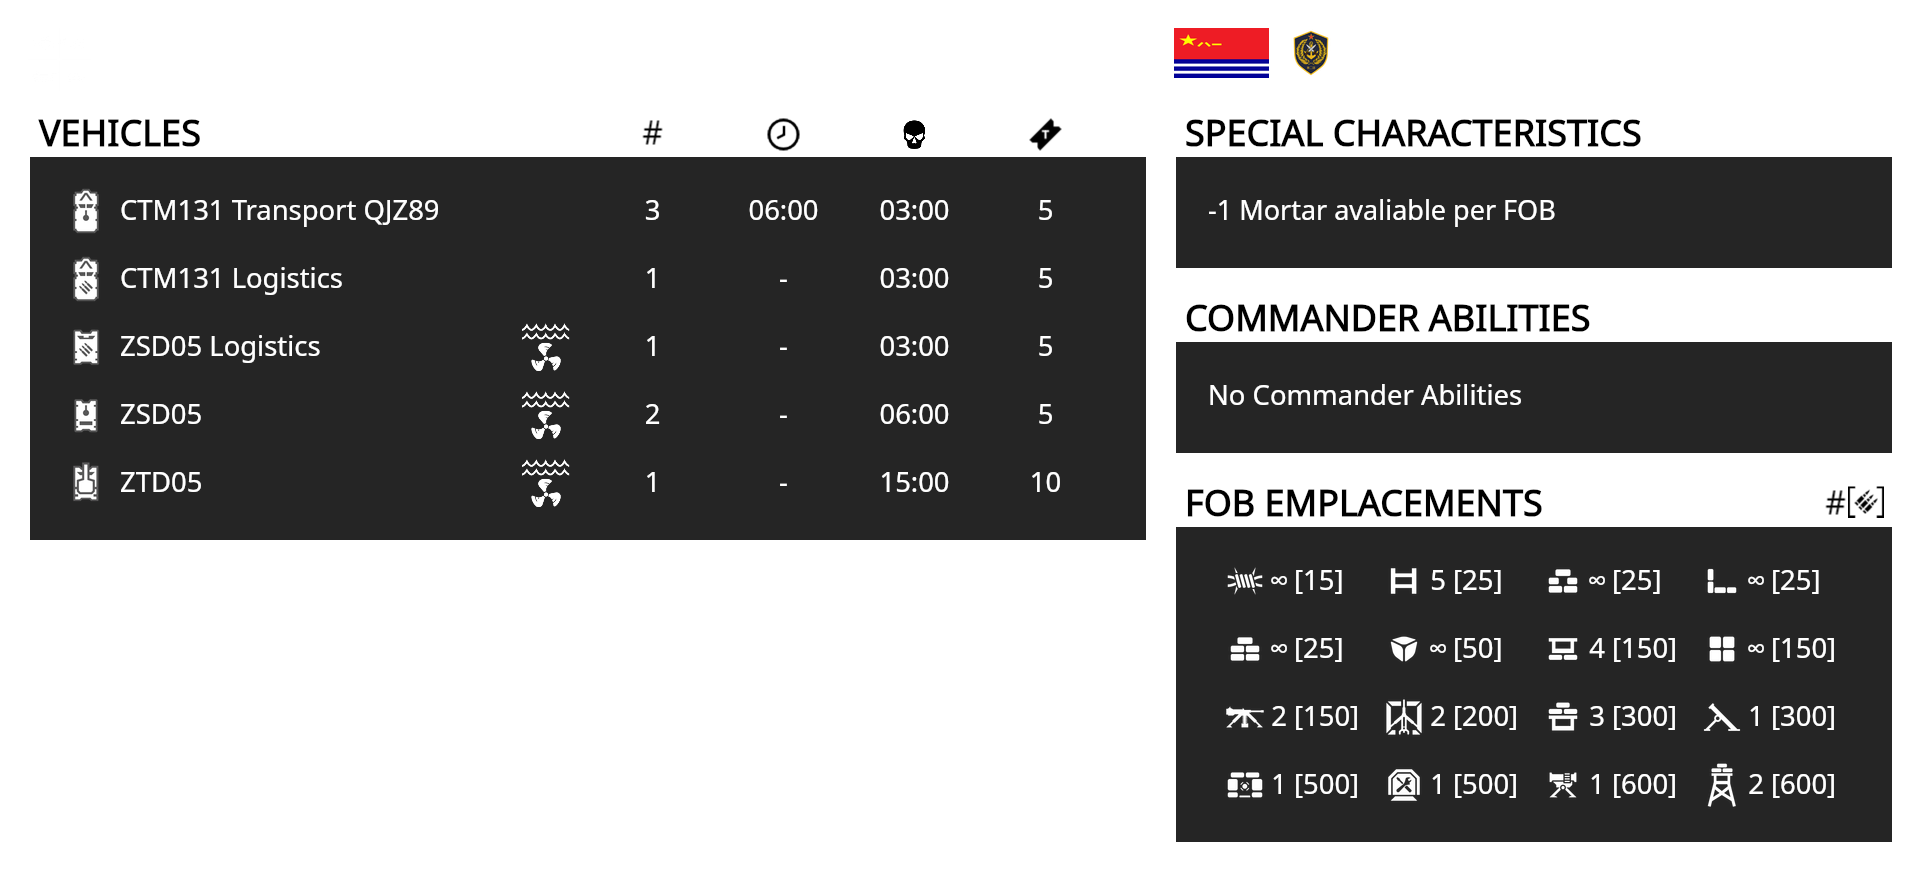 VEHICLES #
CTM131 Transport QJZ89 3 06:00 03:00 5
CTM131 Logistics 1 - 03:00 5
ZSD05 Logistics 1 - 03:00 5
ZSD05 2 - 06:00 5
ZTD05 1 - 15:00 10
SPECIAL CHARACTERISTICS
-1 Mortar avaliable per FOB
COMMANDER ABILITIES
No Commander Abilities
FOB EMPLACEMENTS #[]
∞ [15] 5 [25] ∞ [25] ∞ [25]
∞ [25] ∞ [50] 4 [150] ∞ [150]
2 [150] 2 [200] 3 [300] 1 [300]
1 [500] 1 [500] 1 [600] 2 [600]